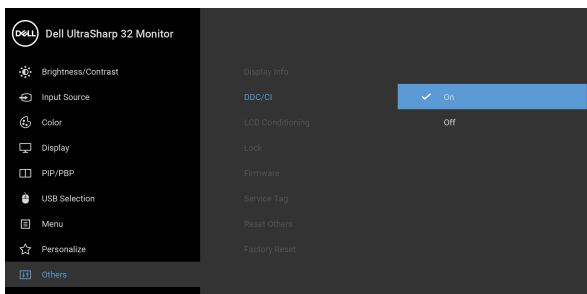 DELL Dell UltraSharp 32 Monitor
Brightness/Contrast
Input Source
Color
Display
PIP/PBP
USB Selection
Menu
Personalize
Others
Display Info
DDC/CI
LCD Conditioning
Lock
Firmware
Service Tag
Reset Others
Factory Reset
On
Off